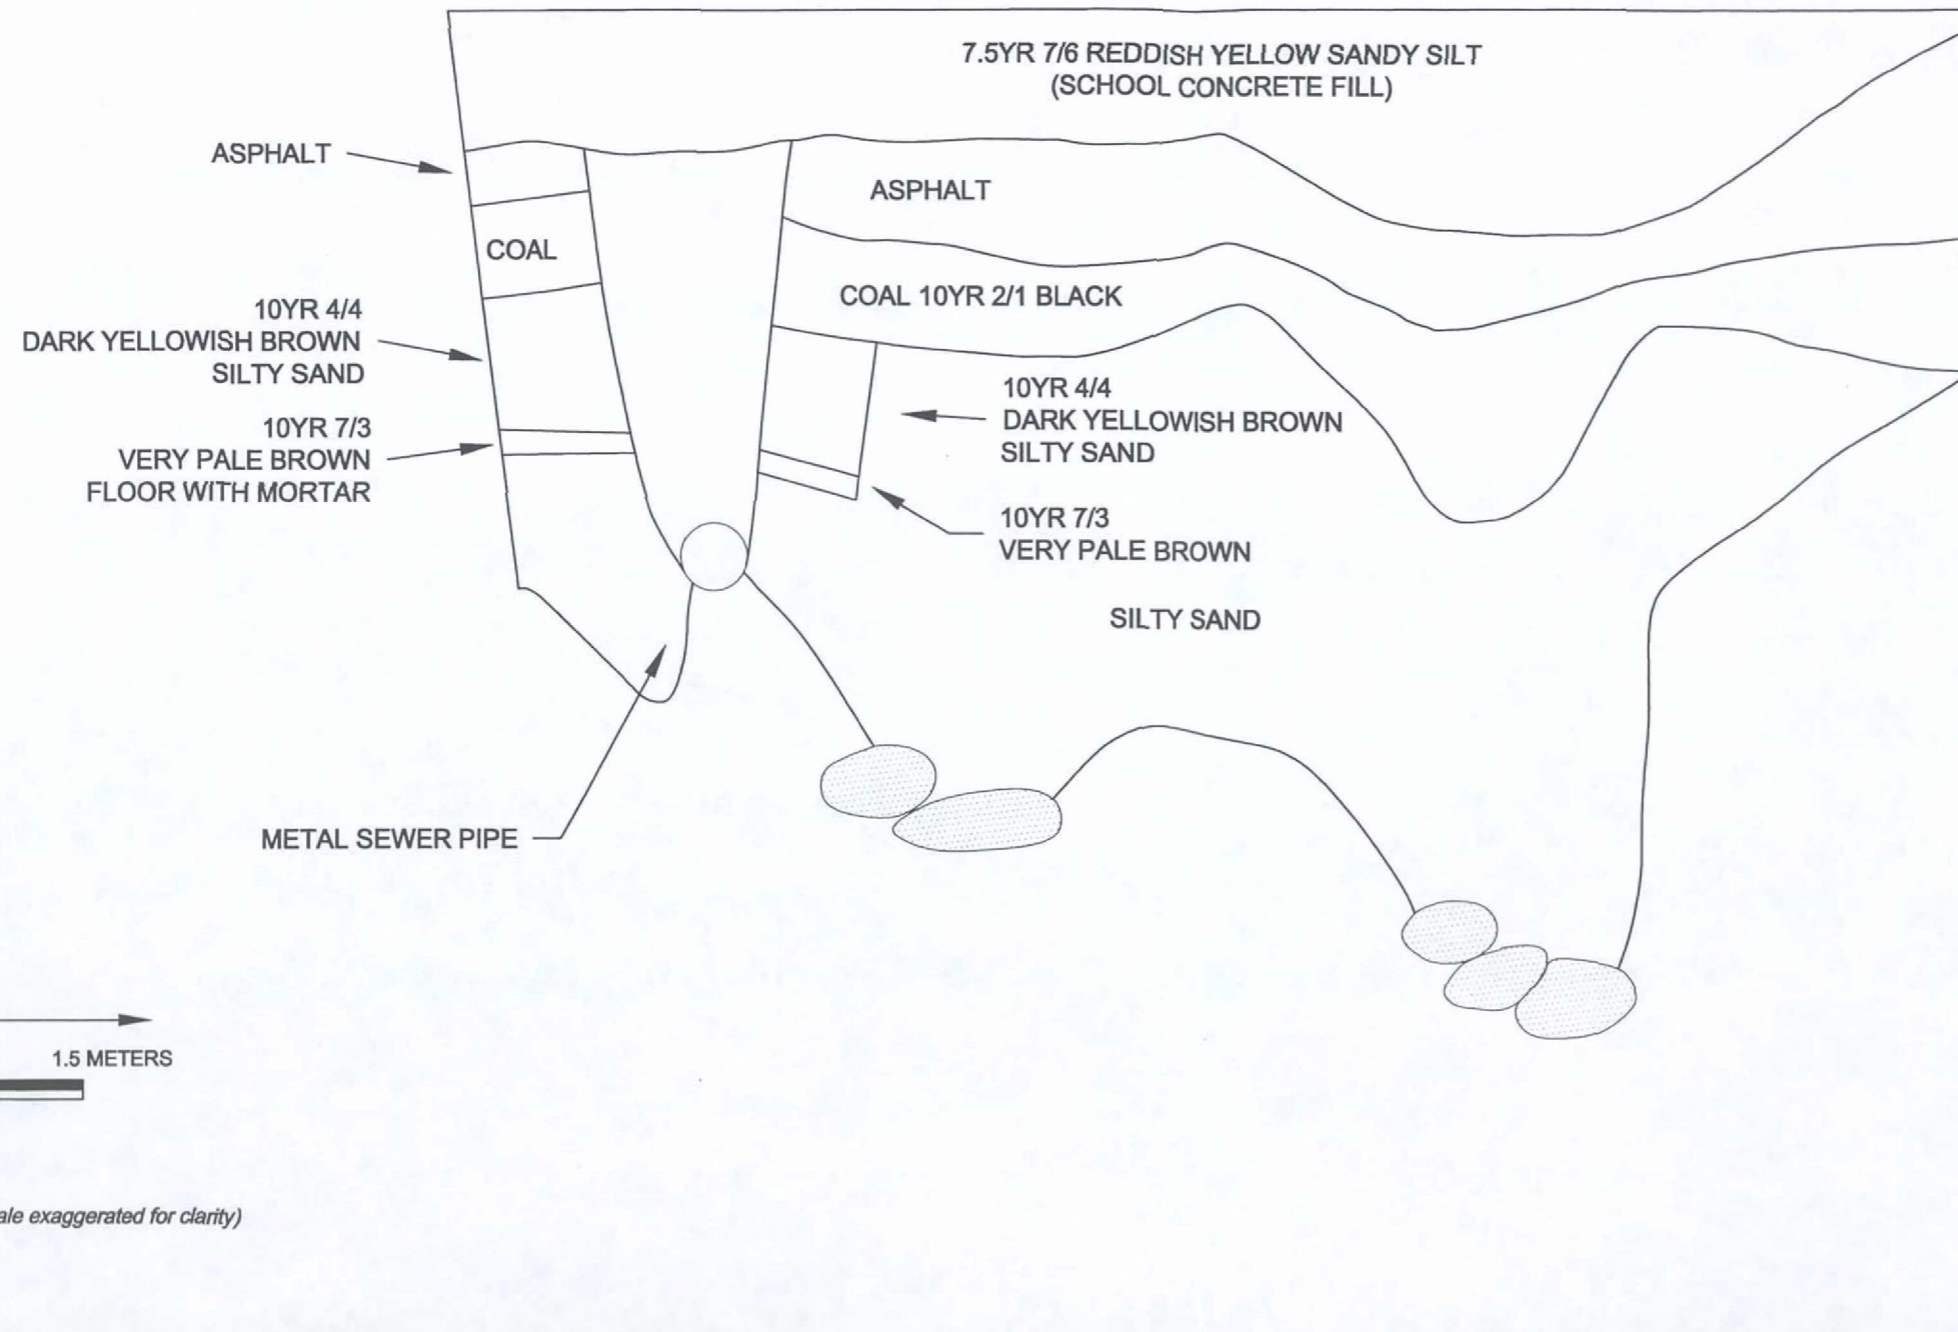 7.5YR 7/6 REDDISH YELLOW SANDY SILT
(SCHOOL CONCRETE FILL)
ASPHALT
ASPHALT
COAL
COAL 10YR 2/1 BLACK
10YR 4/4
DARK YELLOWISH BROWN
SILTY SAND
10YR 7/3
VERY PALE BROWN
FLOOR WITH MORTAR
10YR 4/4
DARK YELLOWISH BROWN
SILTY SAND
10YR 7/3
VERY PALE BROWN
SILTY SAND
METAL SEWER PIPE
1.5 METERS
exaggerated for clarity)